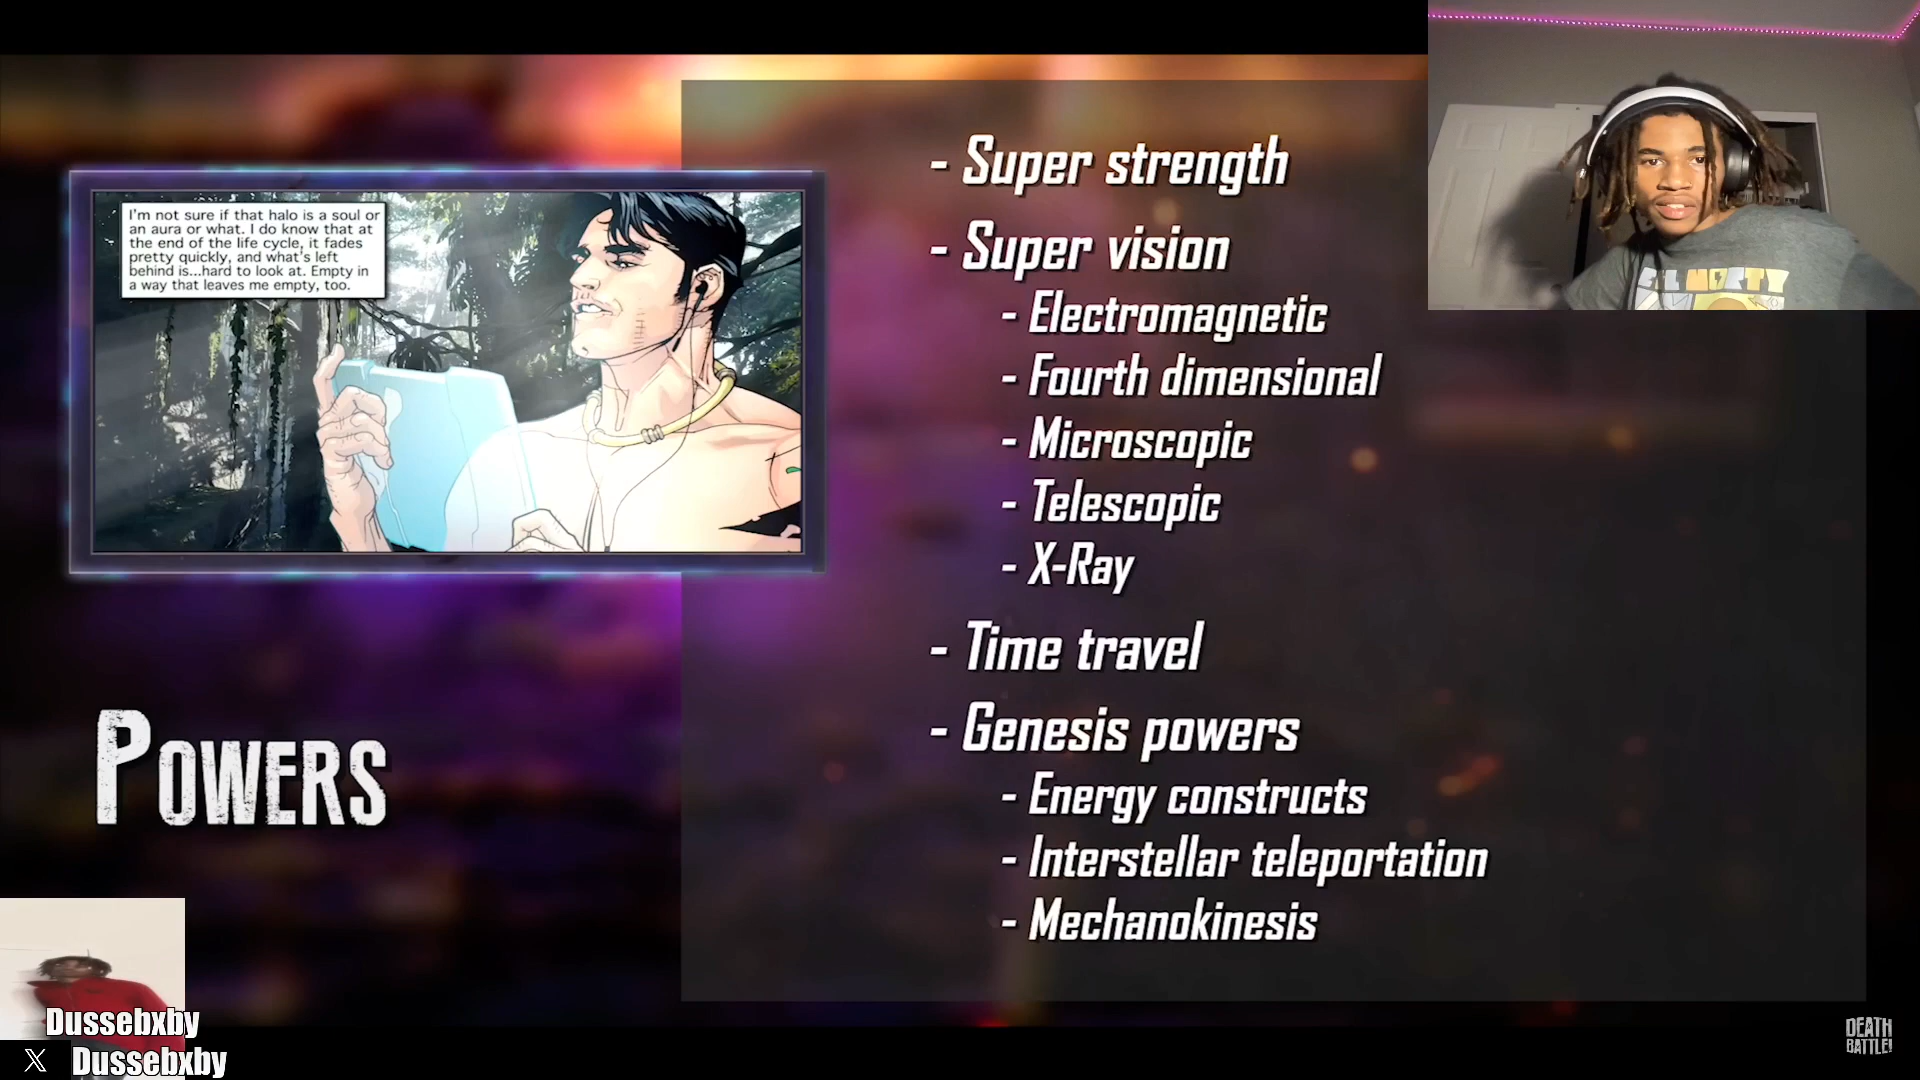 I'm not sure if that halo is a soul or
an aura or what. I do know that at
the end of the life cycle, it fades
pretty quickly, and what's left
behind is...hard to look at. Empty in
a way that leaves me empty, too.
- Super strength
- Super vision
- Electromagnetic
- Fourth dimensional
- Microscopic
- Telescopic
- X-Ray
- Time travel
- Genesis powers
- Energy constructs
- Interstellar teleportation
- Mechanokinesis
POWERS
Dussebxby
X Dussebxby
DEATH
BATTLE!